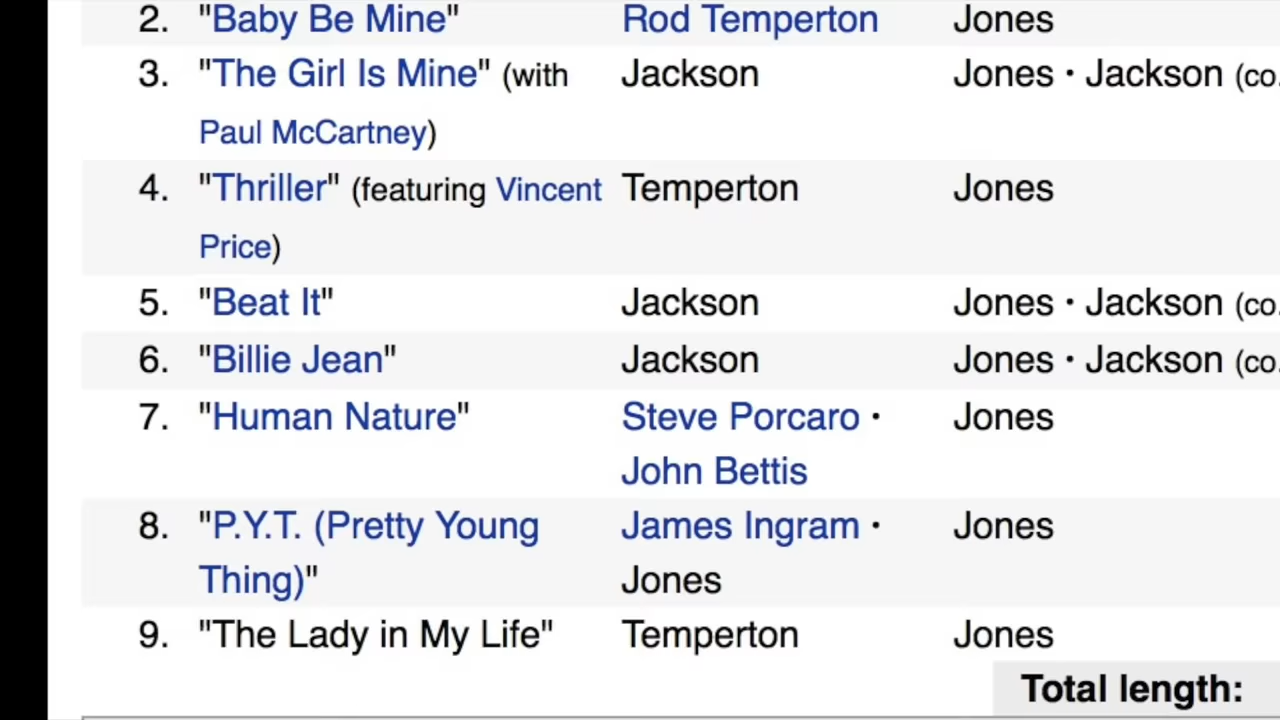 2. "Baby Be Mine" Rod Temperton Jones
3. "The Girl Is Mine" (with Jackson Jones · Jackson (co.
Paul McCartney)
4. "Thriller" (featuring Vincent Temperton Jones
Price)
5. "Beat It" Jackson Jones · Jackson (co.
6. "Billie Jean" Jackson Jones · Jackson (co.
7. "Human Nature" Steve Porcaro · Jones
John Bettis
8. "P.Y.T. (Pretty Young James Ingram · Jones
Thing)" Jones
9. "The Lady in My Life" Temperton Jones
Total length: